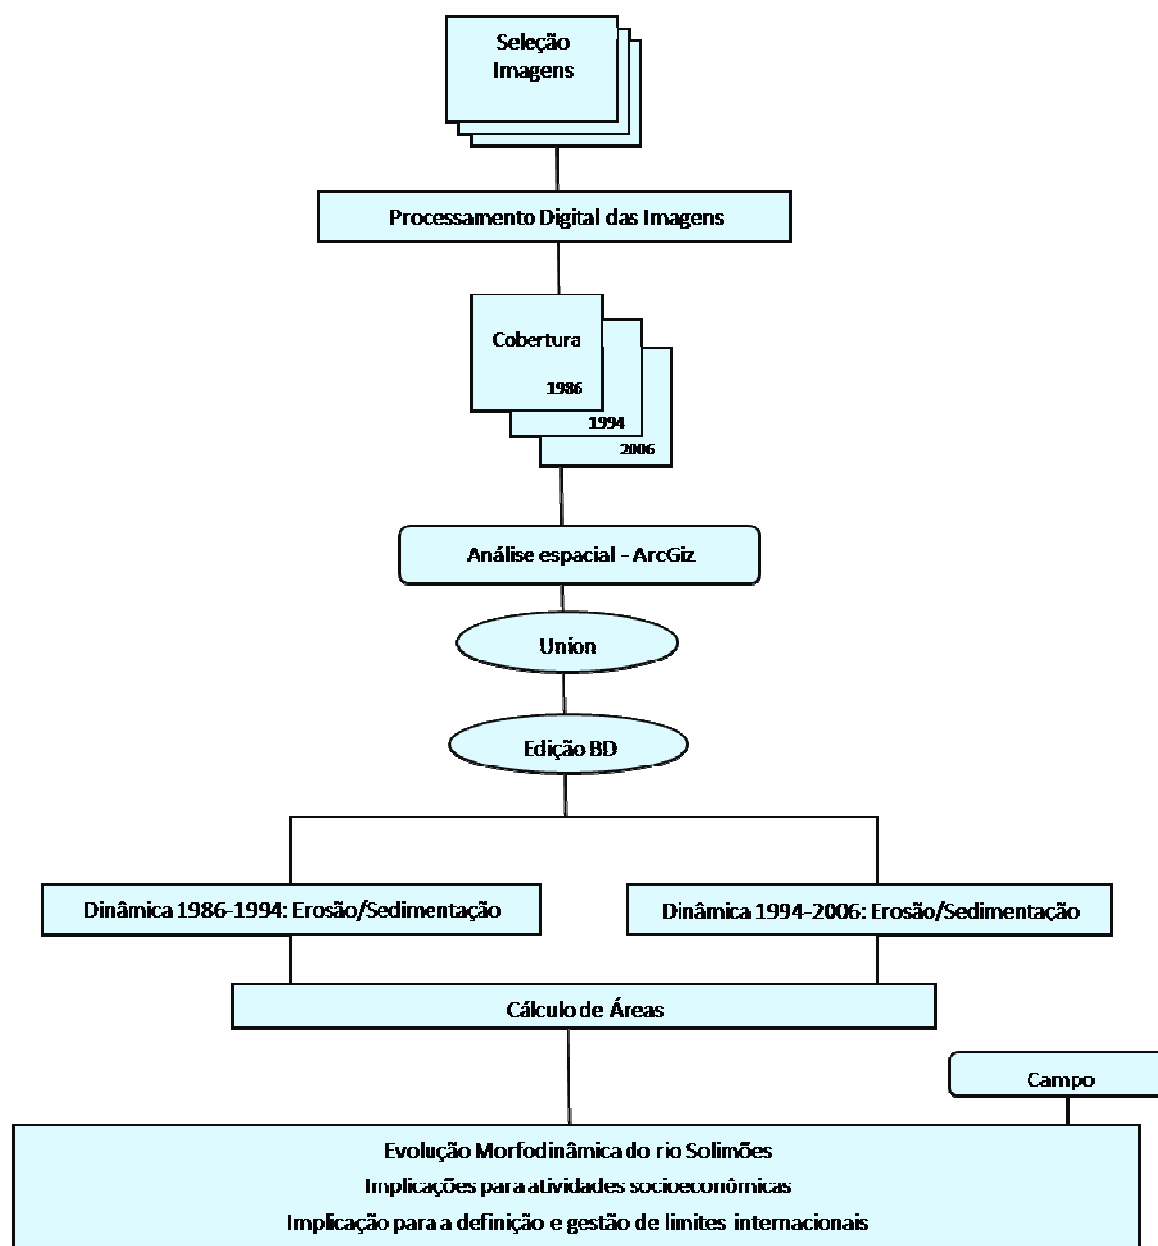 Seleção
Imagens
Processamento Digital das Imagens
Cobertura
1986
1994
2006
Análise espacial - ArcGiz
Union
Edição BD
Dinâmica 1986-1994: Erosão/Sedimentação
Dinâmica 1994-2006: Erosão/Sedimentação
Cálculo de Áreas
Campo
Evolução Morfodinâmica do rio Solimões
Implicações para atividades socioeconômicas
Implicação para a definição e gestão de limites internacionais